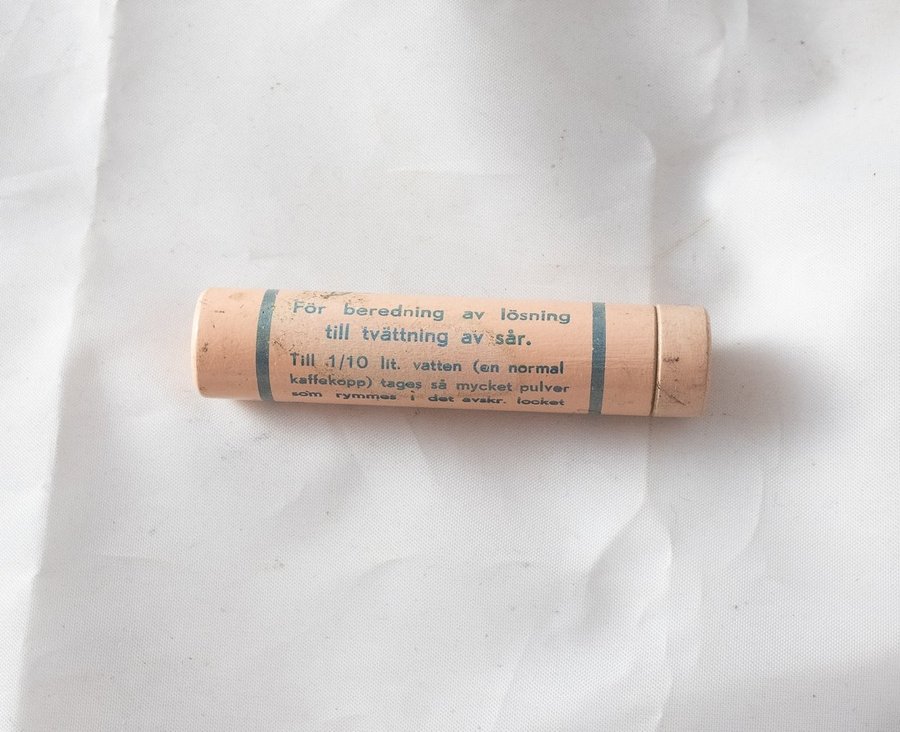 För beredning av lösning
till tvättning av sår.
Till 1/10 lit. vatten (en normal
kaffekopp) tages så mycket pulver
som rymmes i det avskr. locket